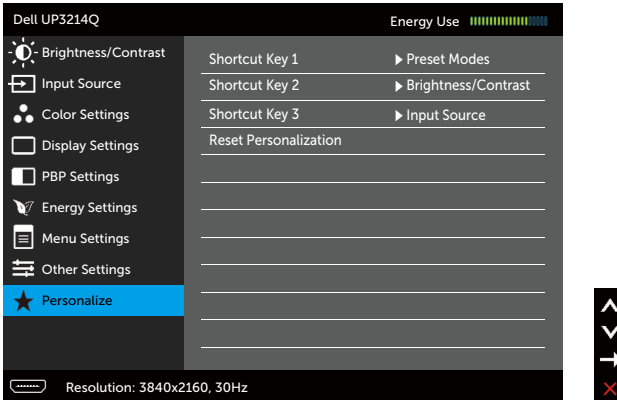 Dell UP3214Q Energy Use
Brightness/Contrast
Input Source
Color Settings
Display Settings
PBP Settings
Energy Settings
Menu Settings
Other Settings
Personalize
Shortcut Key 1 Preset Modes
Shortcut Key 2 Brightness/Contrast
Shortcut Key 3 Input Source
Reset Personalization
Resolution: 3840x2160, 30Hz